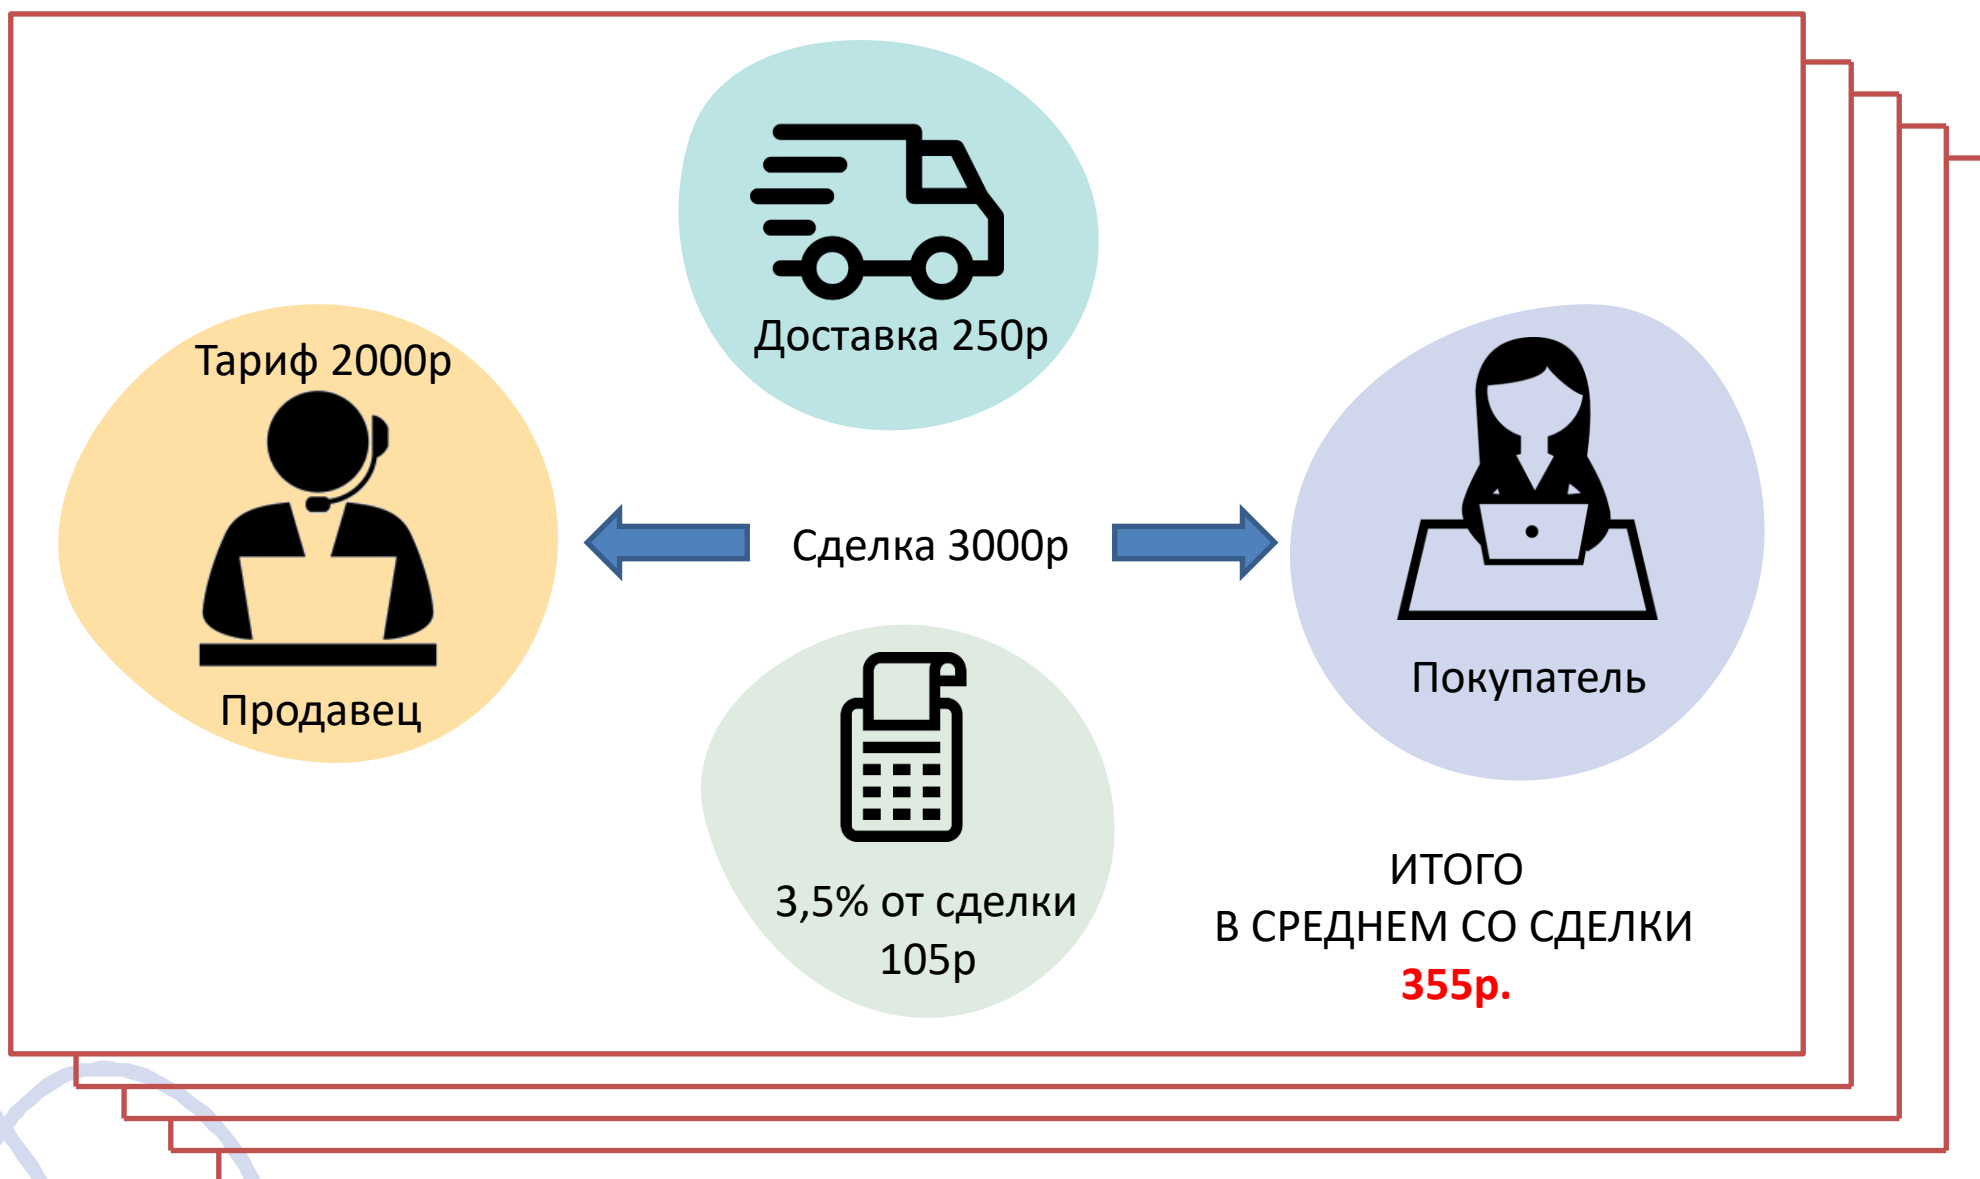 Доставка 250р
Тариф 2000р
Продавец
Сделка 3000р
Покупатель
3,5% от сделки
105р
ИТОГО
В СРЕДНЕМ СО СДЕЛКИ
355р.